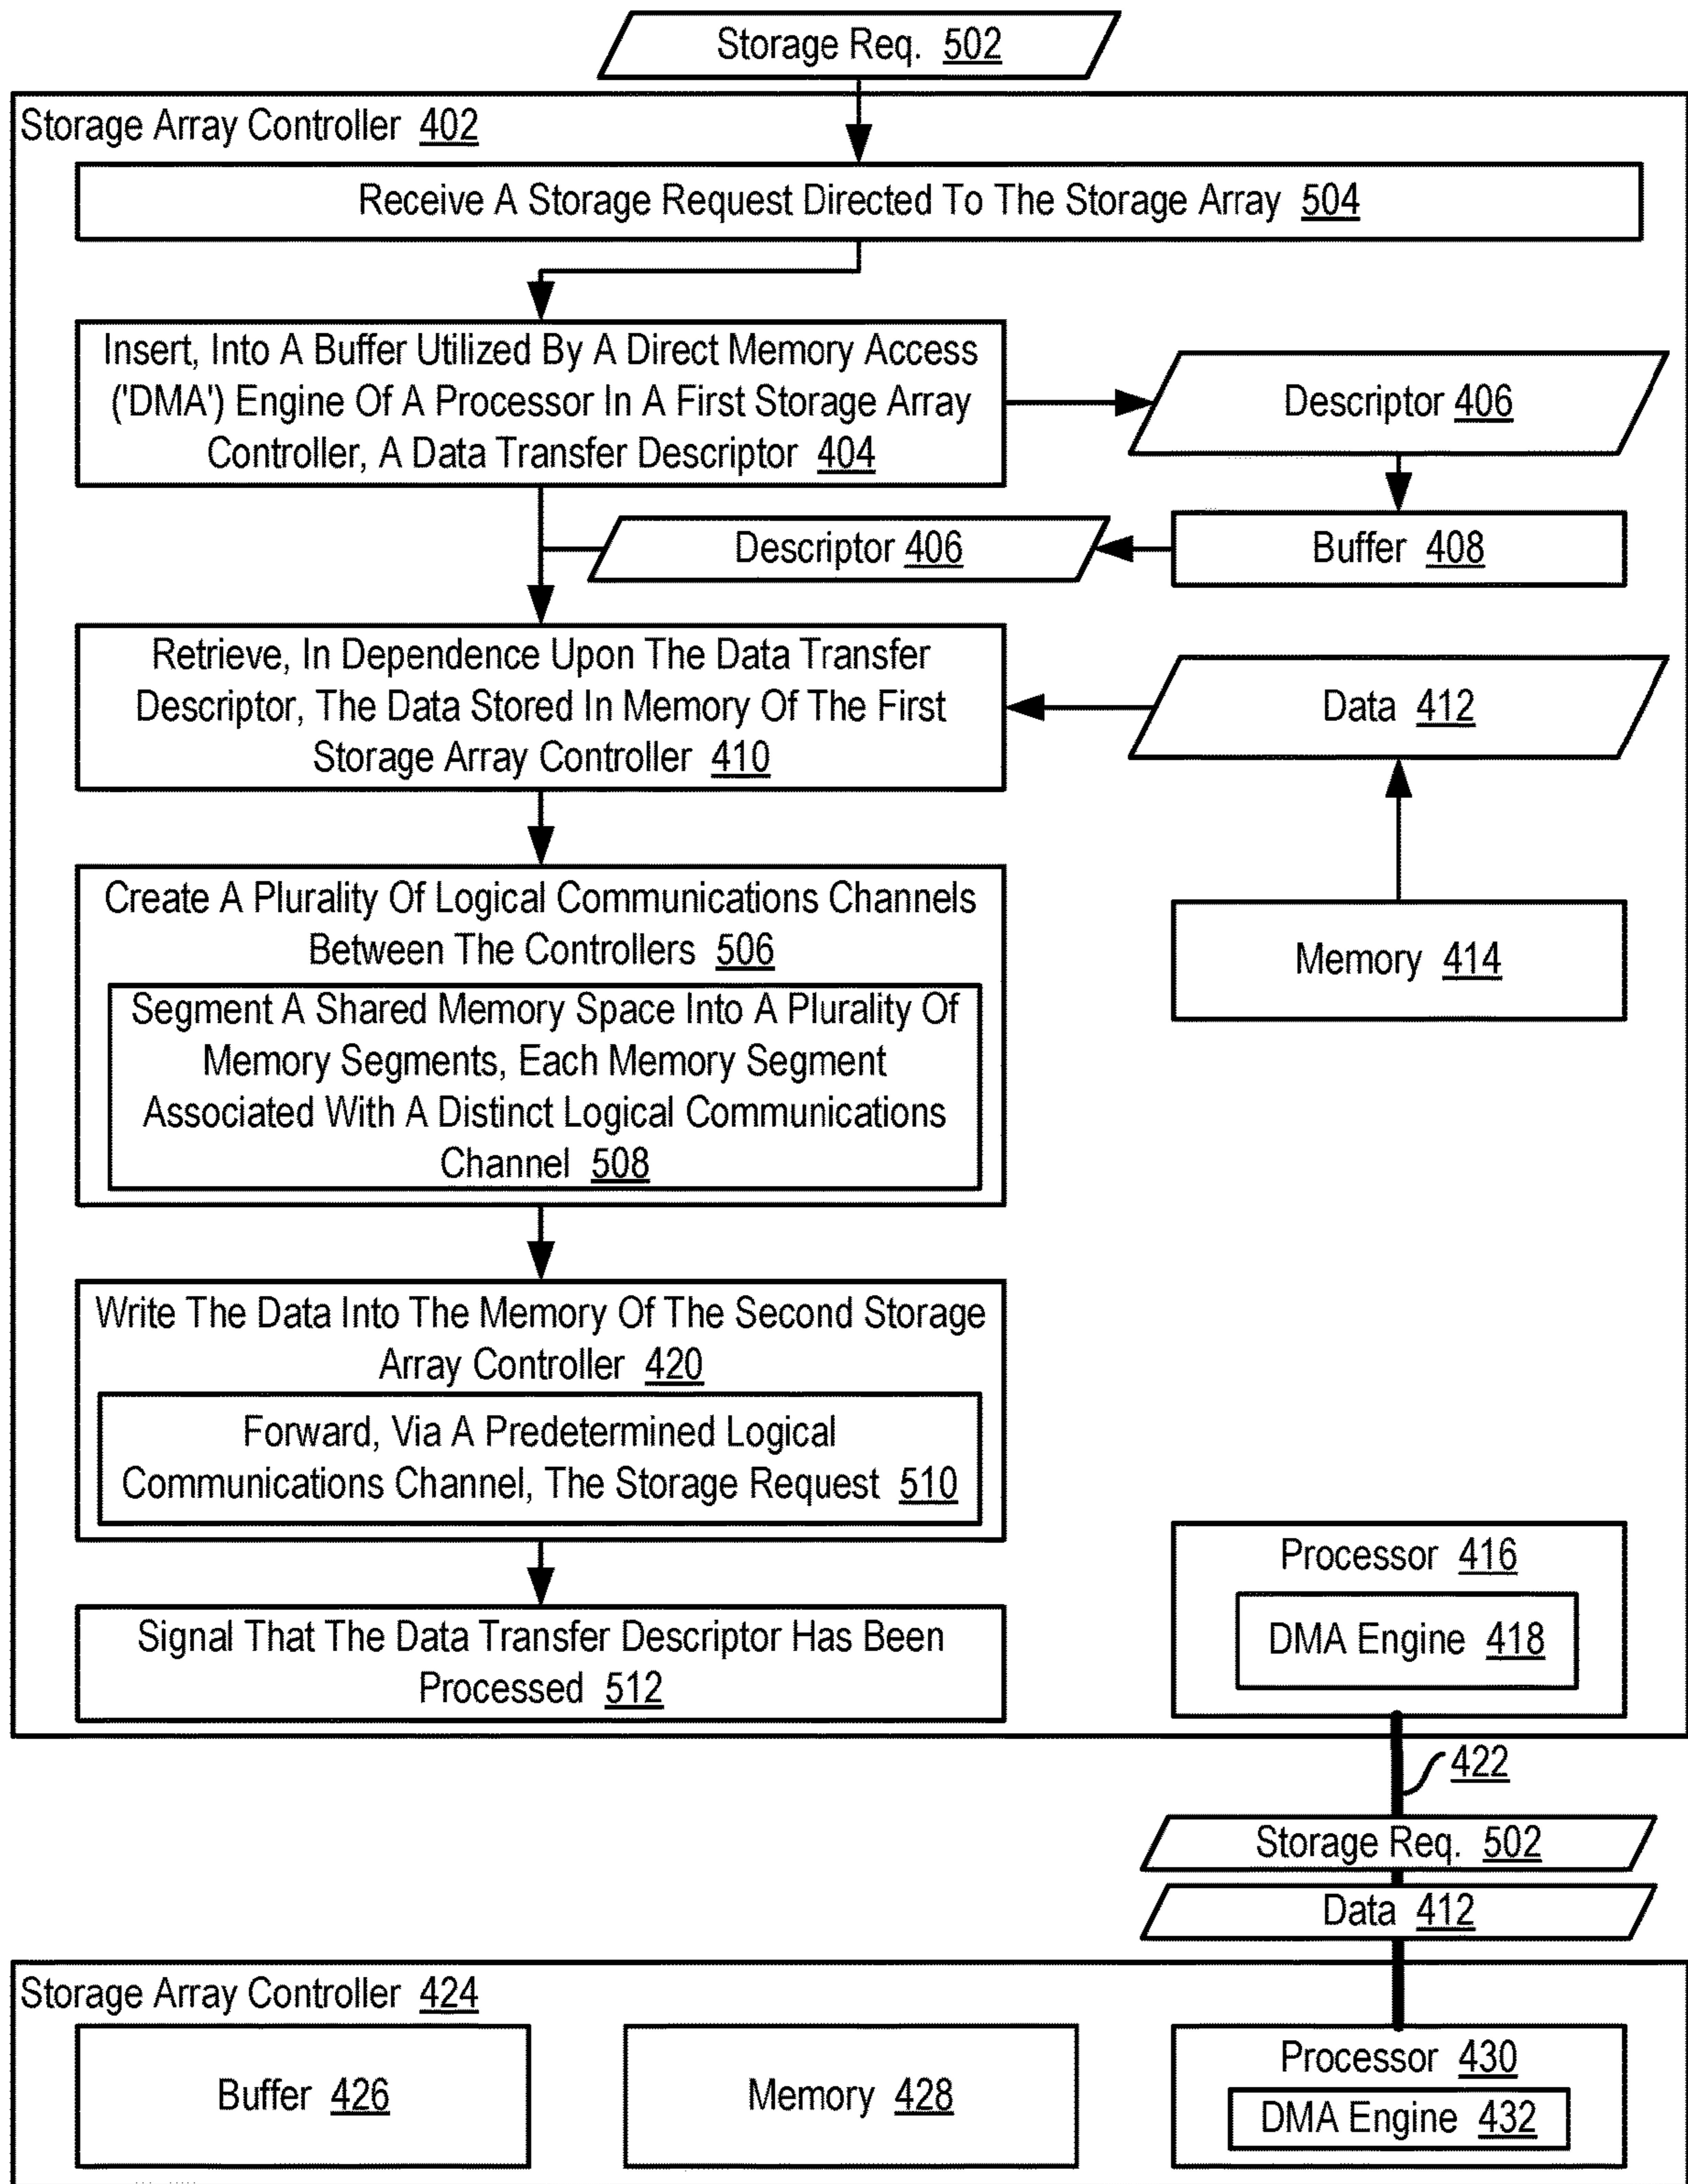 Storage Req. 502
Storage Array Controller 402
Receive A Storage Request Directed To The Storage Array 504
Insert, Into A Buffer Utilized By A Direct Memory Access
('DMA') Engine Of A Processor In A First Storage Array
Controller, A Data Transfer Descriptor 404
Descriptor 406
Descriptor 406
Buffer 408
Retrieve, In Dependence Upon The Data Transfer
Descriptor, The Data Stored In Memory Of The First
Storage Array Controller 410
Data 412
Create A Plurality Of Logical Communications Channels
Between The Controllers 506
Segment A Shared Memory Space Into A Plurality Of
Memory Segments, Each Memory Segment
Associated With A Distinct Logical Communications
Channel 508
Memory 414
Write The Data Into The Memory Of The Second Storage
Array Controller 420
Forward, Via A Predetermined Logical
Communications Channel, The Storage Request 510
Signal That The Data Transfer Descriptor Has Been
Processed 512
Processor 416
DMA Engine 418
422
Storage Req. 502
Data 412
Storage Array Controller 424
Buffer 426
Memory 428
Processor 430
DMA Engine 432